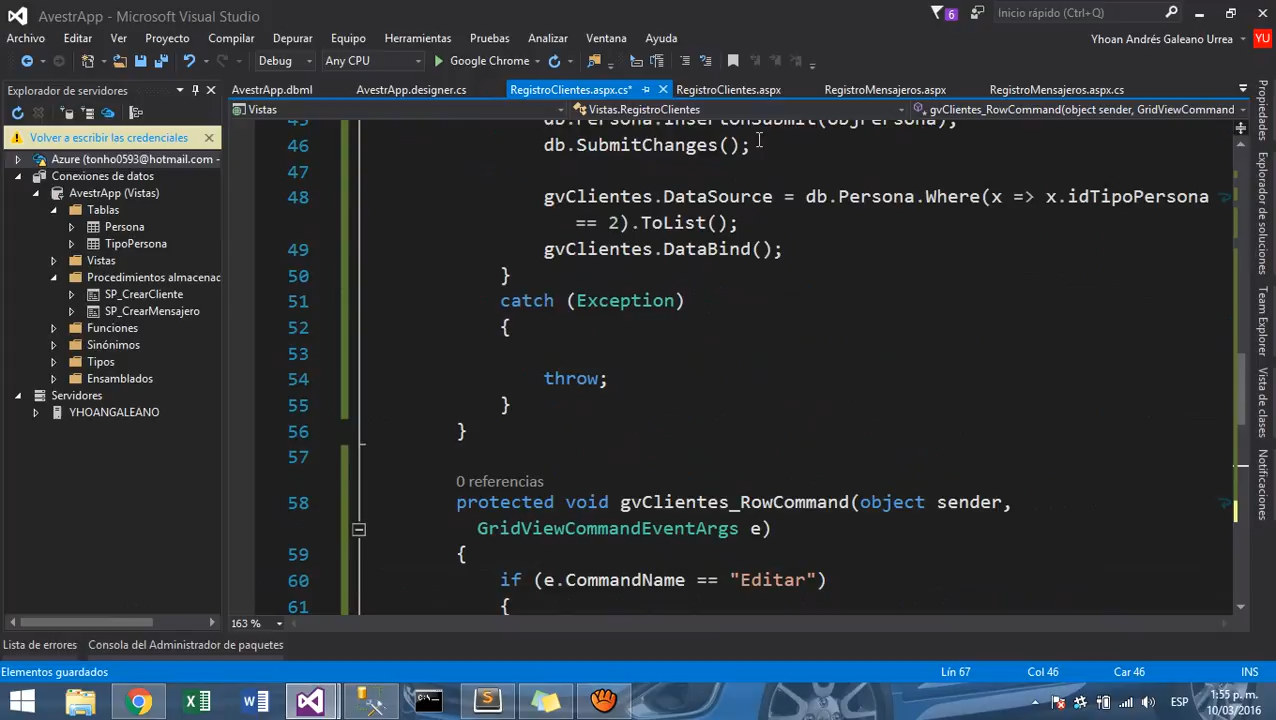 AvestrApp - Microsoft Visual Studio
6
Inicio rápido (Ctrl+Q)
Archivo Editar Ver Proyecto Compilar Depurar Equipo Herramientas Pruebas Analizar Ventana Ayuda
Yhoan Andrés Galeano Urrea
YU
Debug Any CPU Google Chrome
Explorador de servidores
Volver a escribir las credenciales
Azure (tonho0593@hotmail.com -
Conexiones de datos
AvestrApp (Vistas)
Tablas
Persona
TipoPersona
Vistas
Procedimientos almacena
SP_CrearCliente
SP_CrearMensajero
Funciones
Sinónimos
Tipos
Ensamblados
Servidores
YHOANGALEANO
AvestrApp.dbml AvestrApp.designer.cs RegistroClientes.aspx.cs* RegistroClientes.aspx RegistroMensajeros.aspx RegistroMensajeros.aspx.cs
Vistas Vistas.RegistroClientes gvClientes_RowCommand(object sender, GridViewCommand
45 db.Persona.InsertOnSubmit(objPersona);
46 db.SubmitChanges();
47
48 gvClientes.DataSource = db.Persona.Where(x => x.idTipoPersona
== 2).ToList();
49 gvClientes.DataBind();
50 }
51 catch (Exception)
52 {
53
54 throw;
55 }
56 }
57
0 referencias
58 protected void gvClientes_RowCommand(object sender,
GridViewCommandEventArgs e)
59 {
60 if (e.CommandName == "Editar")
61 {
163 %
Propiedades
Explorador de soluciones
Team Explorer
Vista de clases
Notificaciones
Lista de errores Consola del Administrador de paquetes
Elementos guardados Lín 67 Col 46 Car 46 INS
ESP
1:55 p. m.
10/03/2016